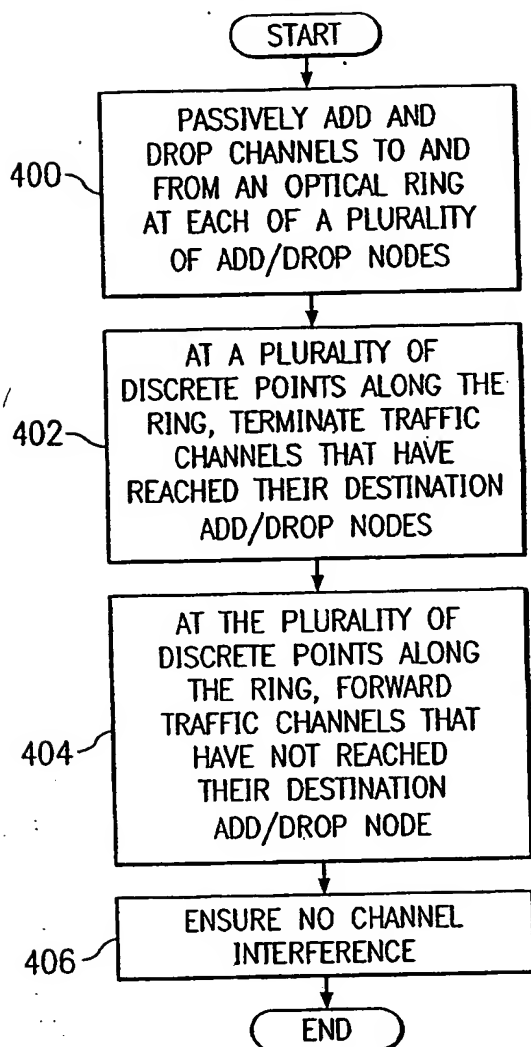 START
400
PASSIVELY ADD AND
DROP CHANNELS TO AND
FROM AN OPTICAL RING
AT EACH OF A PLURALITY
OF ADD/DROP NODES
402
AT A PLURALITY OF
DISCRETE POINTS ALONG THE
RING, TERMINATE TRAFFIC
CHANNELS THAT HAVE
REACHED THEIR DESTINATION
ADD/DROP NODES
404
AT THE PLURALITY OF
DISCRETE POINTS ALONG
THE RING, FORWARD
TRAFFIC CHANNELS THAT
HAVE NOT REACHED
THEIR DESTINATION
ADD/DROP NODE
406
ENSURE NO CHANNEL
INTERFERENCE
END